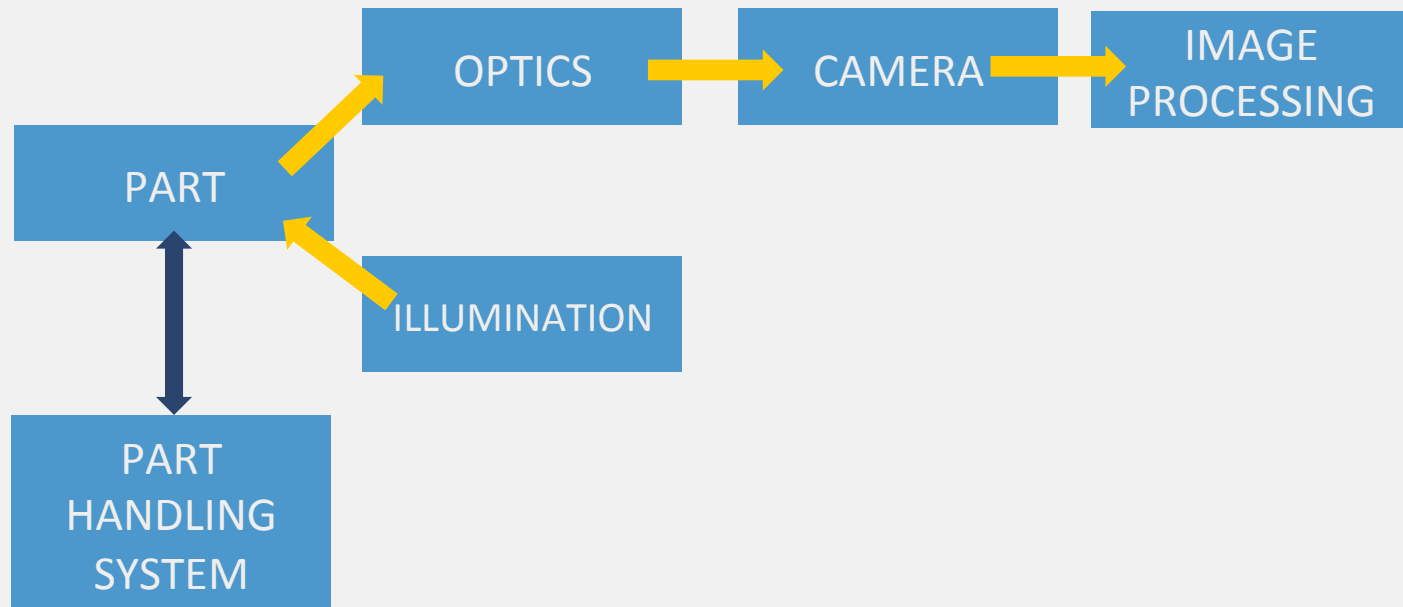 OPTICS
CAMERA
IMAGE
PROCESSING
PART
ILLUMINATION
PART
HANDLING
SYSTEM